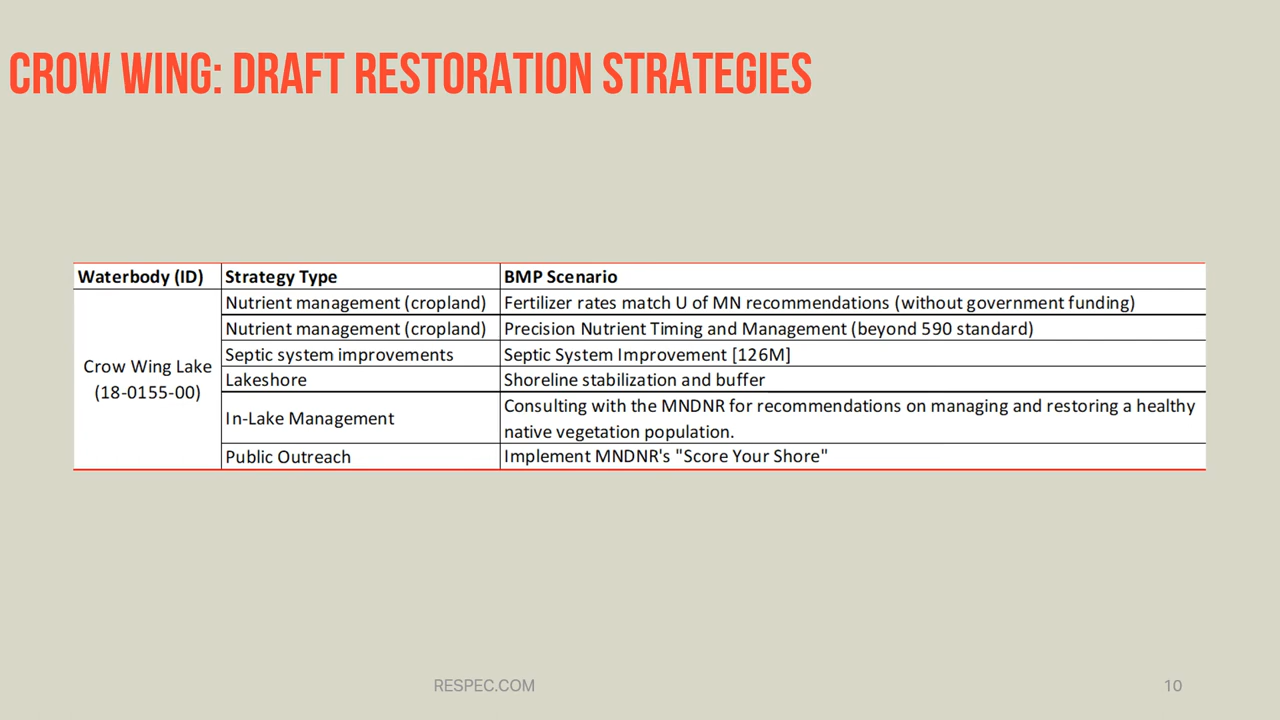 CROW WING: DRAFT RESTORATION STRATEGIES
Waterbody (ID) Strategy Type BMP Scenario
Nutrient management (cropland) Fertilizer rates match U of MN recommendations (without government funding)
Nutrient management (cropland) Precision Nutrient Timing and Management (beyond 590 standard)
Septic system improvements Septic System Improvement [126M]
Crow Wing Lake
(18-0155-00)
Lakeshore Shoreline stabilization and buffer
In-Lake Management Consulting with the MNDNR for recommendations on managing and restoring a healthy
native vegetation population.
Public Outreach Implement MNDNR's "Score Your Shore"
RESPEC.COM
10